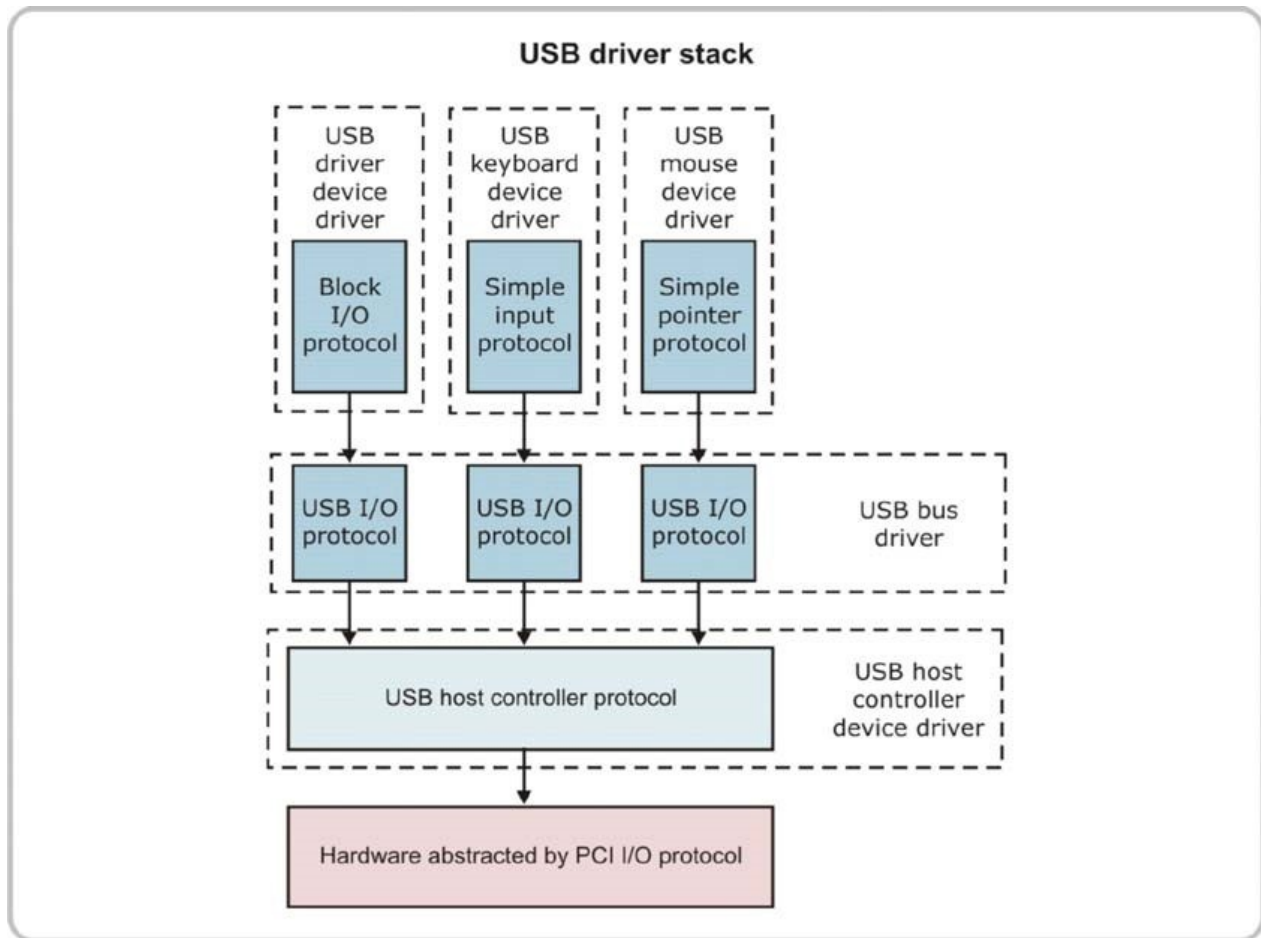 USB driver stack
USB
driver
device
driver
Block
I/O
protocol
USB
keyboard
device
driver
Simple
input
protocol
USB
mouse
device
driver
Simple
pointer
protocol
USB I/O
protocol
USB I/O
protocol
USB I/O
protocol
USB bus
driver
USB host controller protocol
USB host
controller
device driver
Hardware abstracted by PCI I/O protocol